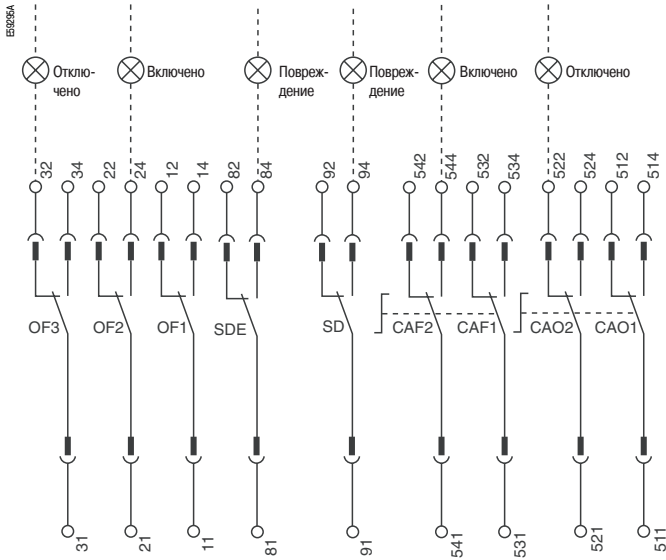 E59295A
Отклю-
чено
Включено
Повреж-
дение
Повреж-
дение
Включено
Отключено
32 34 22 24 12 14 82 84 92 94 542 544 532 534 522 524 512 514
OF3 OF2 OF1 SDE SD CAF2 CAF1 CAO2 CAO1
31 21 11 81 91 541 531 521 511